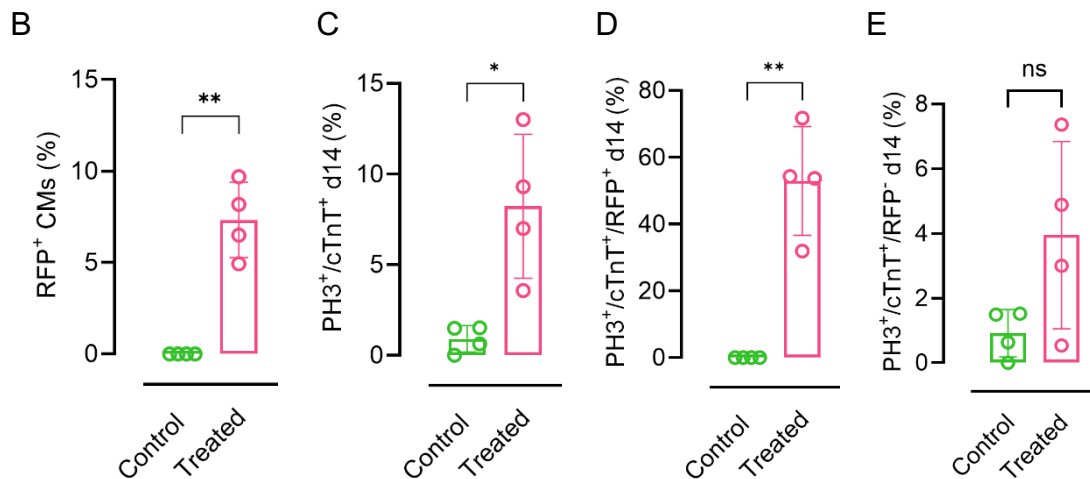 B
RFP⁺ CMs (%)
15
10
5
0
**
Control
Treated
C
PH3⁺/cTnT⁺ d14 (%)
15
10
5
0
*
Control
Treated
D
PH3⁺/cTnT⁺/RFP⁺ d14 (%)
80
60
40
20
0
**
Control
Treated
E
PH3⁺/cTnT⁺/RFP⁻ d14 (%)
8
6
4
2
0
ns
Control
Treated